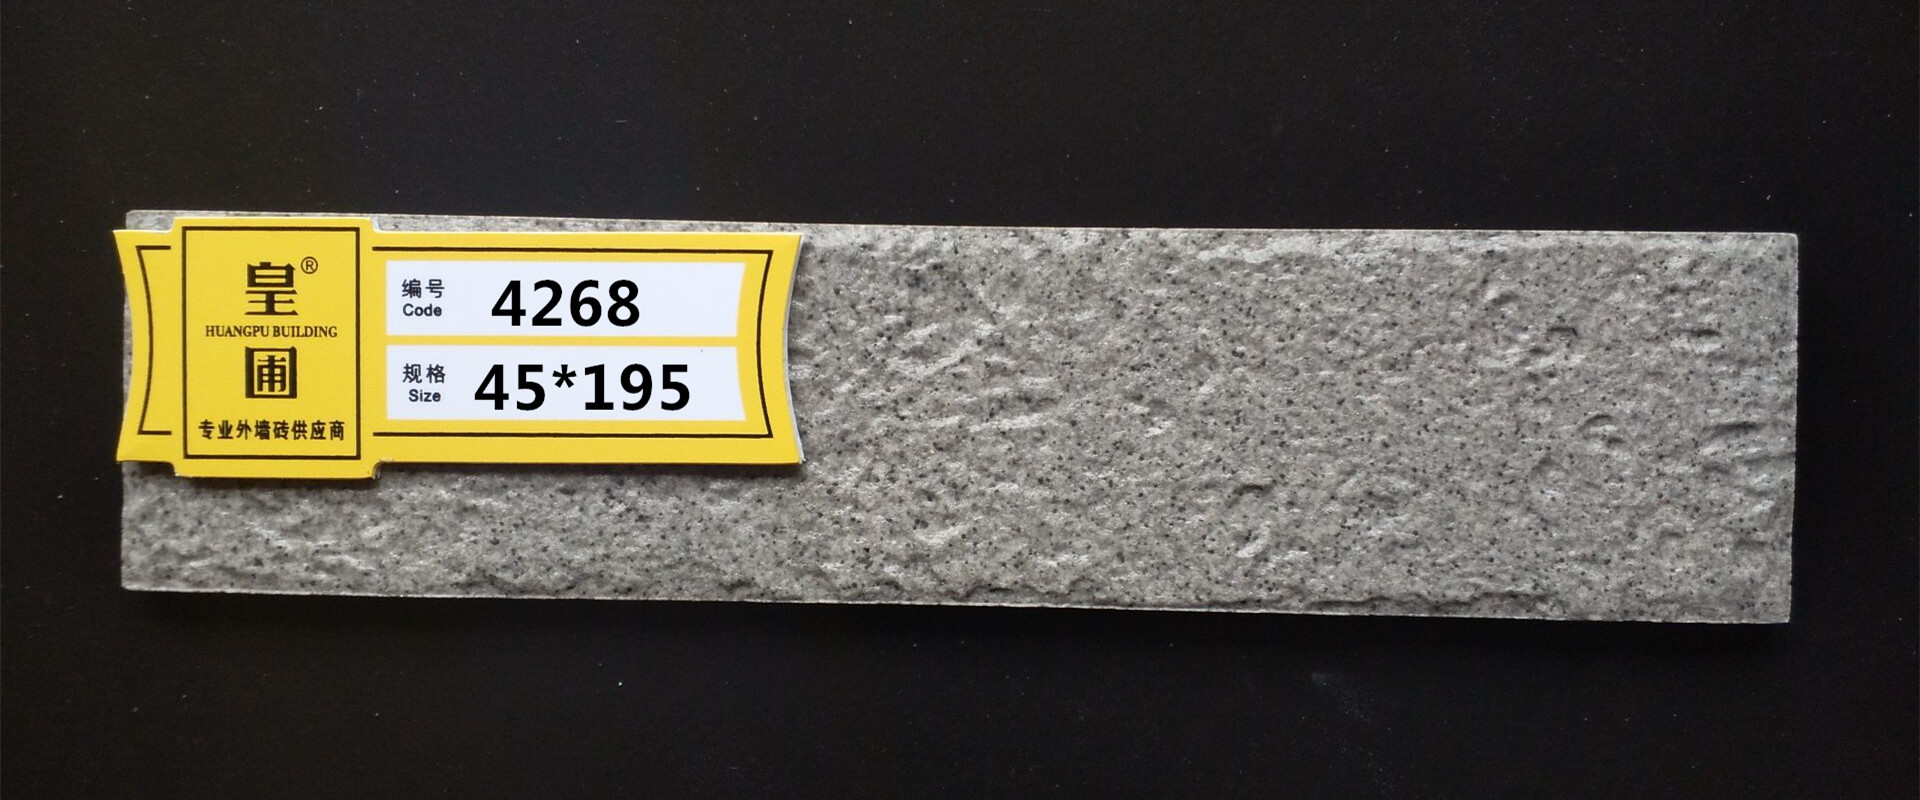 皇®
HUANGPU BUILDING
圃
专业外墙砖供应商
编号
Code
4268
规格
Size
45*195